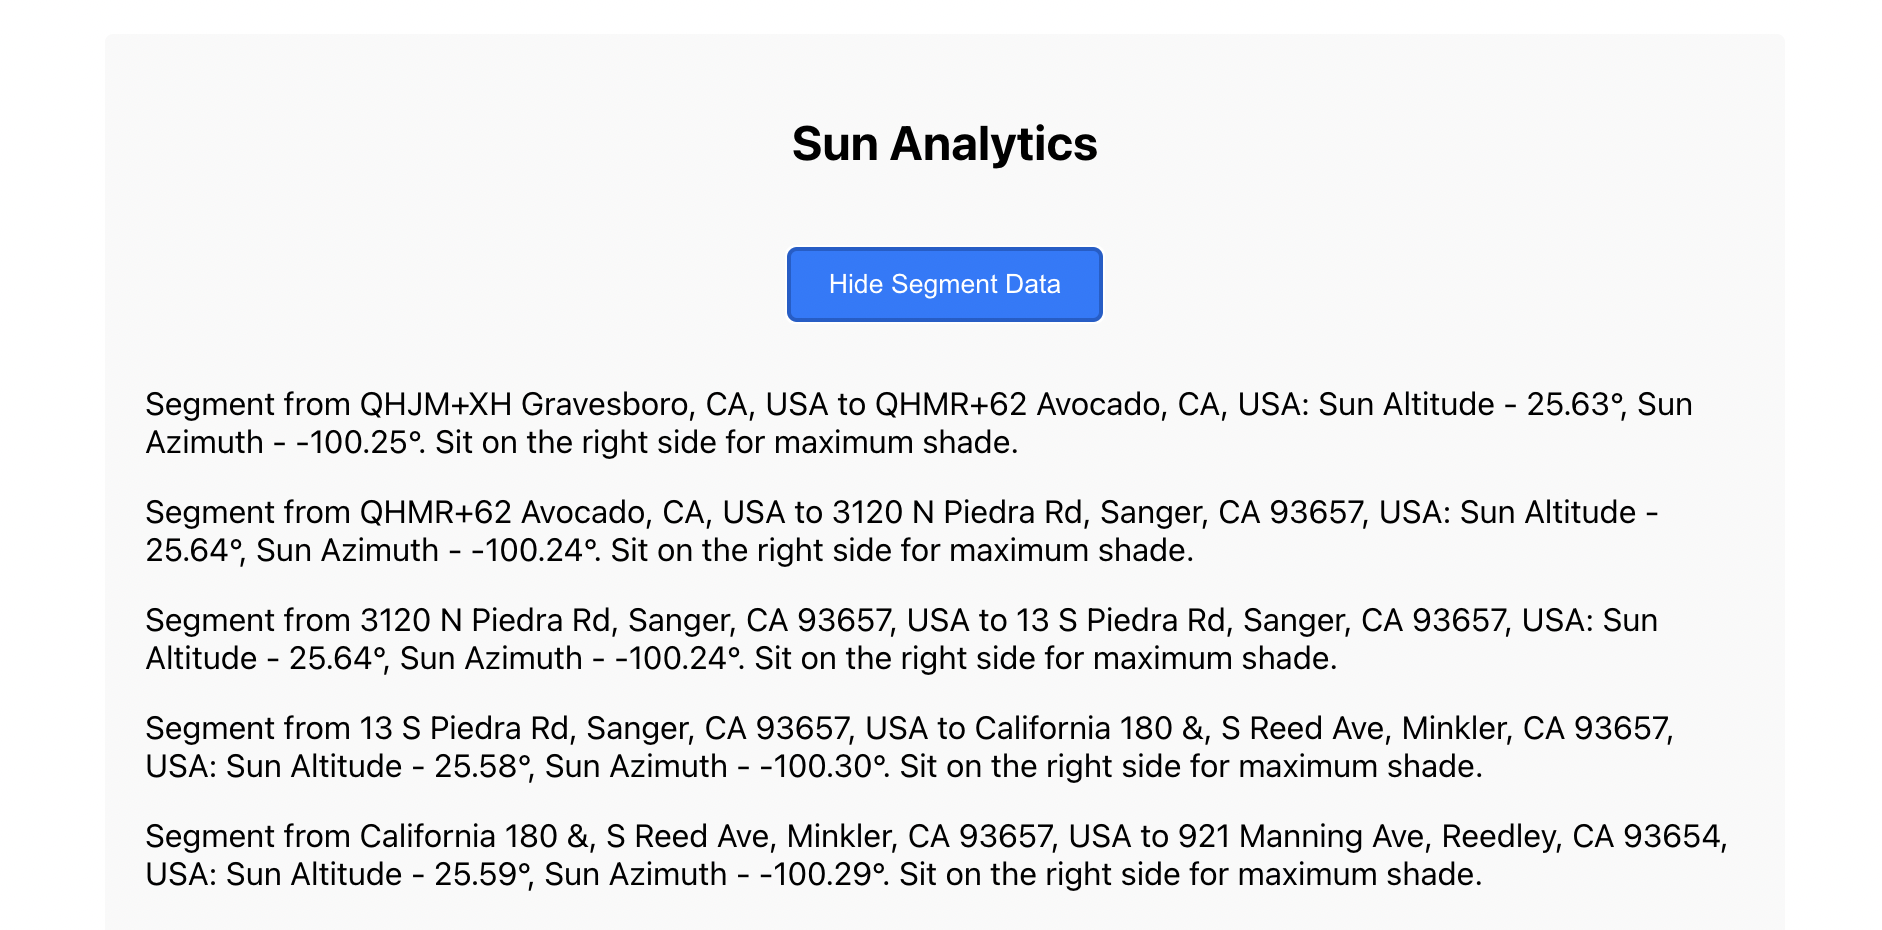 Sun Analytics
Hide Segment Data
Segment from QHJM+XH Gravesboro, CA, USA to QHMR+62 Avocado, CA, USA: Sun Altitude - 25.63°, Sun
Azimuth - -100.25°. Sit on the right side for maximum shade.
Segment from QHMR+62 Avocado, CA, USA to 3120 N Piedra Rd, Sanger, CA 93657, USA: Sun Altitude -
25.64°, Sun Azimuth - -100.24°. Sit on the right side for maximum shade.
Segment from 3120 N Piedra Rd, Sanger, CA 93657, USA to 13 S Piedra Rd, Sanger, CA 93657, USA: Sun
Altitude - 25.64°, Sun Azimuth - -100.24°. Sit on the right side for maximum shade.
Segment from 13 S Piedra Rd, Sanger, CA 93657, USA to California 180 &, S Reed Ave, Minkler, CA 93657,
USA: Sun Altitude - 25.58°, Sun Azimuth - -100.30°. Sit on the right side for maximum shade.
Segment from California 180 &, S Reed Ave, Minkler, CA 93657, USA to 921 Manning Ave, Reedley, CA 93654,
USA: Sun Altitude - 25.59°, Sun Azimuth - -100.29°. Sit on the right side for maximum shade.